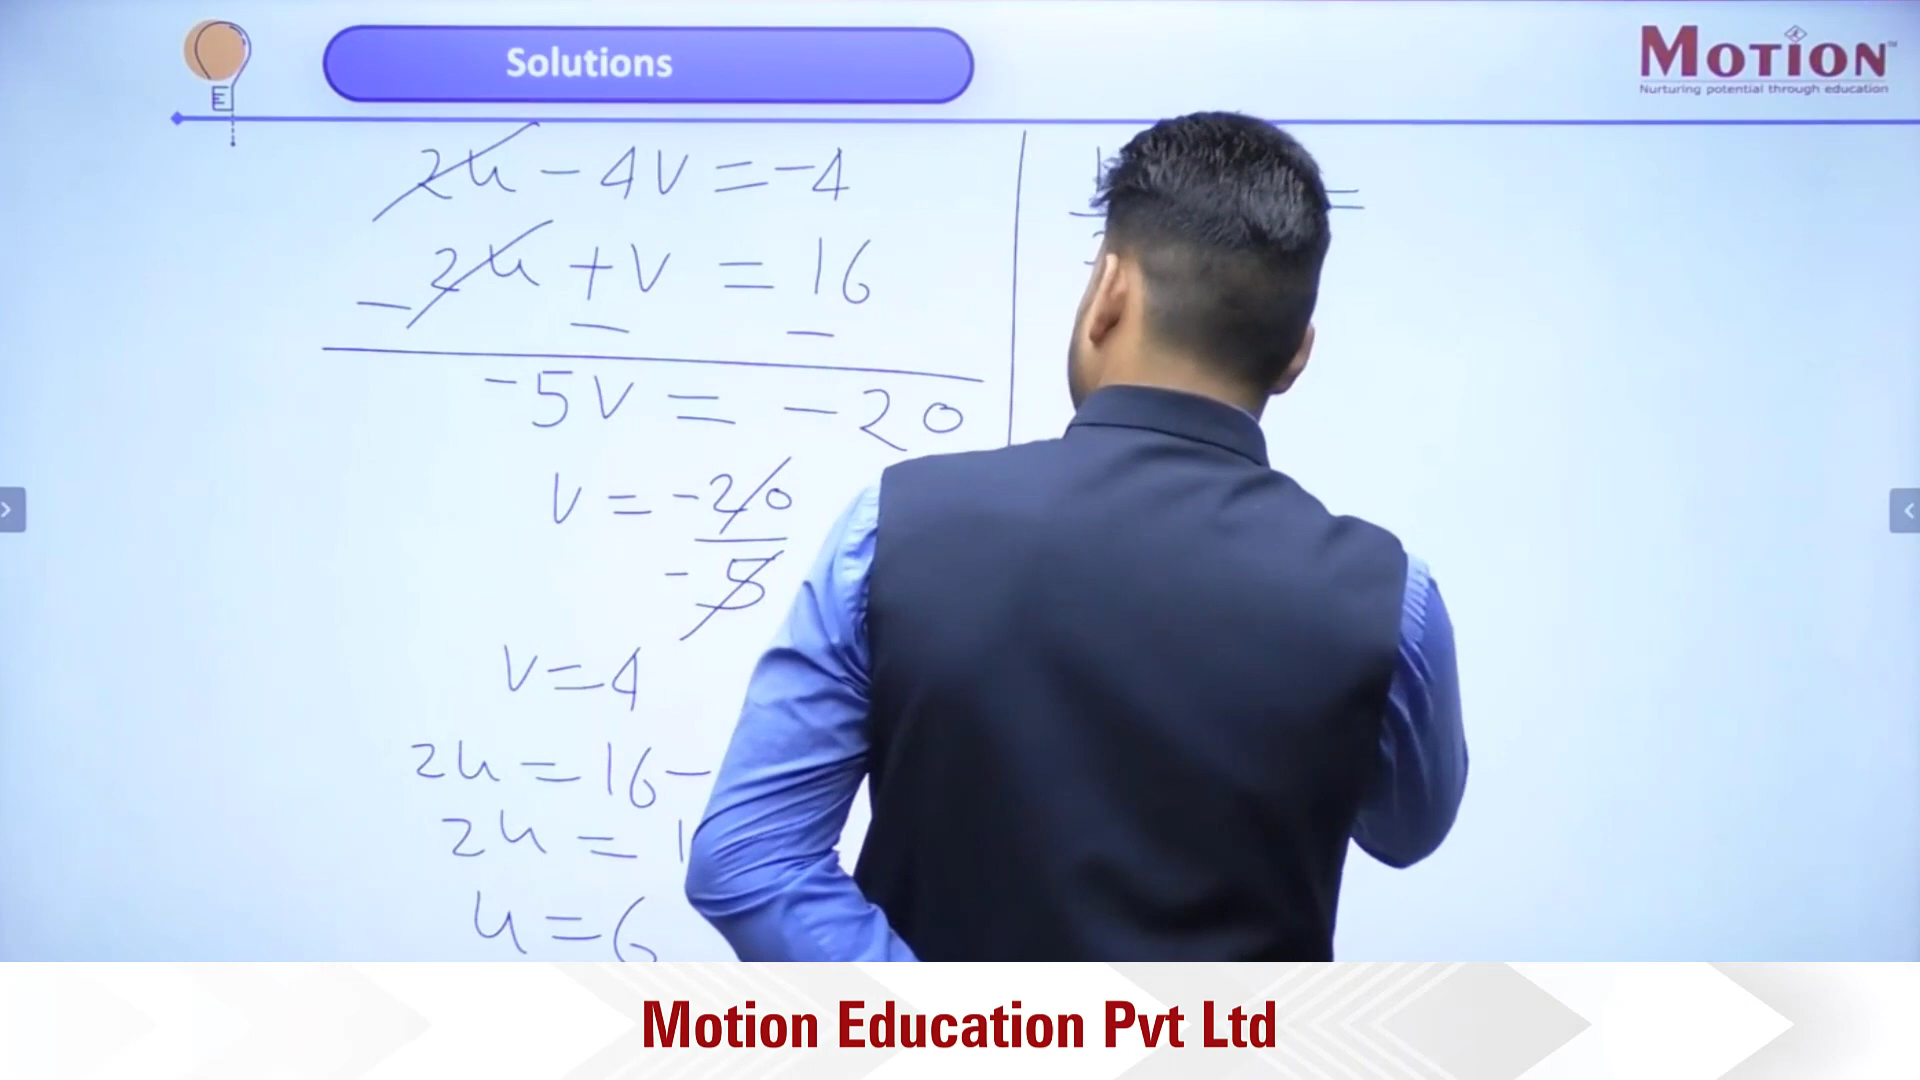 Solutions
MOTION
Nurturing potential through education
2u - 4v = -4
2u + v = 16
- - -
-5v = -20
v = -20
-5
v = 4
2u = 16 -
2u = 1
u = 6
=
Motion Education Pvt Ltd